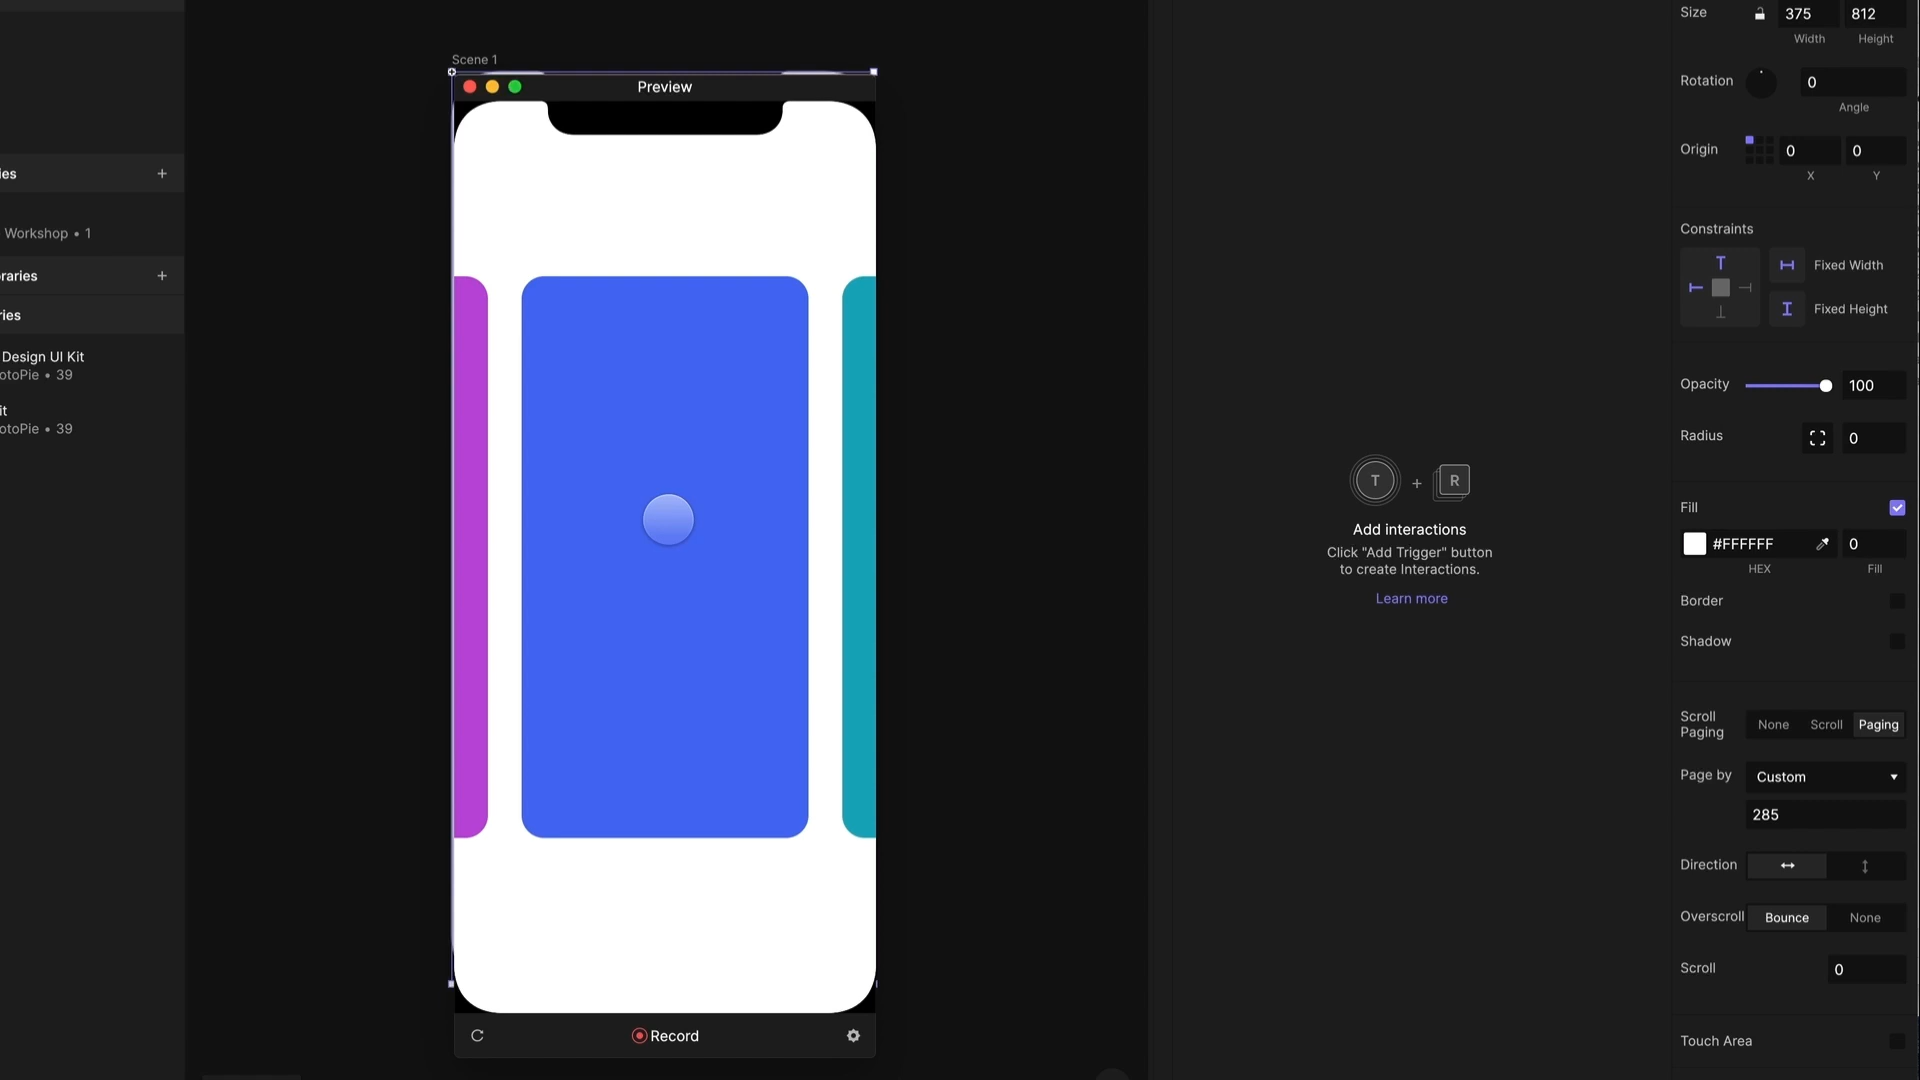 Scene 1
Preview
Record
ies
Workshop • 1
raries
ries
Design UI Kit
otoPie • 39
it
otoPie • 39
T + R
Add interactions
Click "Add Trigger" button
to create Interactions.
Learn more
Size 375 812
Width Height
Rotation 0
Angle
Origin 0 0
X Y
Constraints
Fixed Width
Fixed Height
Opacity 100
Radius 0
Fill
#FFFFFF 0
HEX Fill
Border
Shadow
Scroll
Paging
None Scroll Paging
Page by Custom
285
Direction
Overscroll Bounce None
Scroll 0
Touch Area